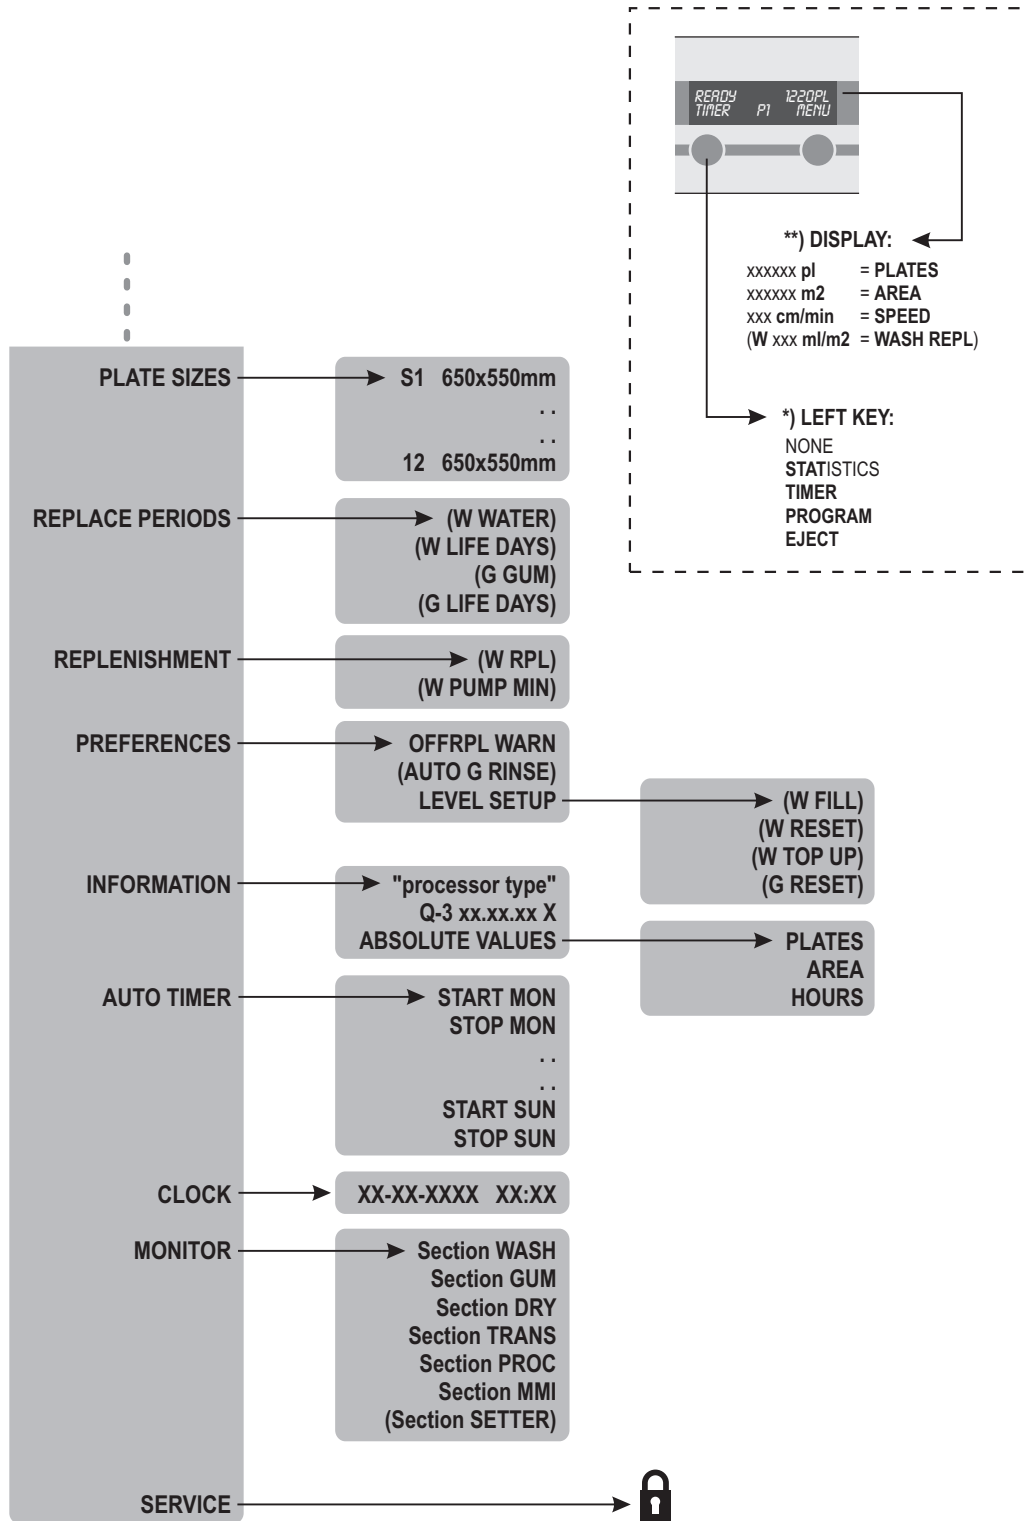 READY 1220PL
TIMER P1 MENU
**) DISPLAY:
xxxxxx pl = PLATES
xxxxxx m2 = AREA
xxx cm/min = SPEED
(W xxx ml/m2 = WASH REPL)
*) LEFT KEY:
NONE
STATISTICS
TIMER
PROGRAM
EJECT
PLATE SIZES
S1 650x550mm
. .
. .
12 650x550mm
REPLACE PERIODS
(W WATER)
(W LIFE DAYS)
(G GUM)
(G LIFE DAYS)
REPLENISHMENT
(W RPL)
(W PUMP MIN)
PREFERENCES
OFFRPL WARN
(AUTO G RINSE)
LEVEL SETUP
(W FILL)
(W RESET)
(W TOP UP)
(G RESET)
INFORMATION
"processor type"
Q-3 xx.xx.xx X
ABSOLUTE VALUES
PLATES
AREA
HOURS
AUTO TIMER
START MON
STOP MON
. .
. .
START SUN
STOP SUN
CLOCK
XX-XX-XXXX XX:XX
MONITOR
Section WASH
Section GUM
Section DRY
Section TRANS
Section PROC
Section MMI
(Section SETTER)
SERVICE